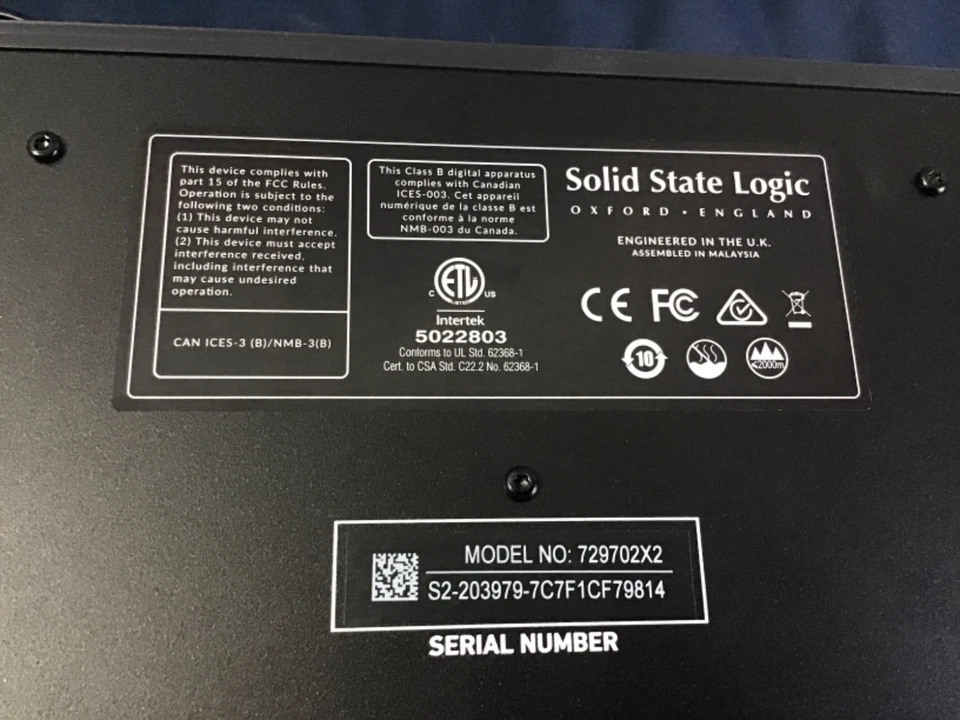 This device complies with
part 15 of the FCC Rules.
Operation is subject to the
following two conditions:
(1) This device may not
cause harmful interference.
(2) This device must accept
interference received,
including interference that
may cause undesired
operation.
CAN ICES-3 (B)/NMB-3(B)
This Class B digital apparatus
complies with Canadian
ICES-003. Cet appareil
numérique de la classe B est
conforme à la norme
NMB-003 du Canada.
C ETL US
LISTED
Intertek
5022803
Conforms to UL Std. 62368-1
Cert. to CSA Std. C22.2 No. 62368-1
Solid State Logic
OXFORD • ENGLAND
ENGINEERED IN THE U.K.
ASSEMBLED IN MALAYSIA
CE FC
10
≤2000m
MODEL NO: 729702X2
S2-203979-7C7F1CF79814
SERIAL NUMBER